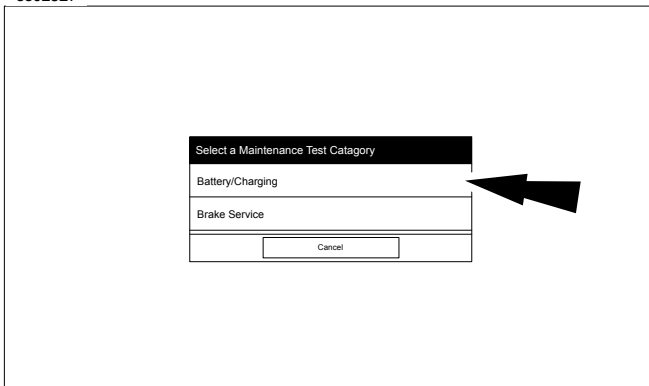 Select a Maintenance Test Catagory
Battery/Charging
Brake Service
Cancel